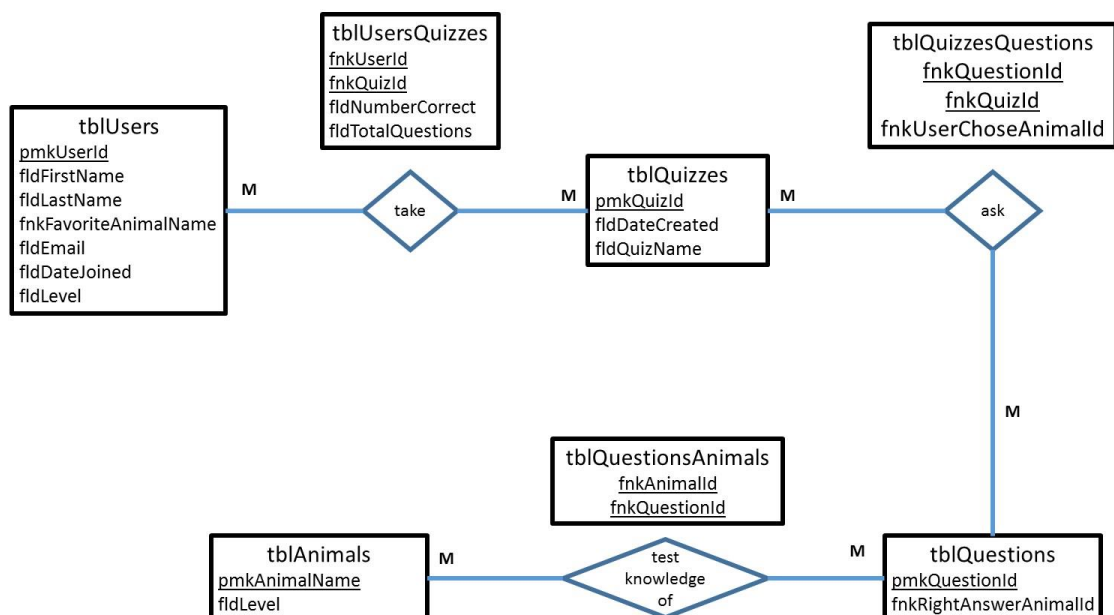 tblUsersQuizzes
fnkUserId
fnkQuizId
fldNumberCorrect
fldTotalQuestions
tblQuizzesQuestions
fnkQuestionId
fnkQuizId
fnkUserChoseAnimalId
tblUsers
pmkUserId
fldFirstName
fldLastName
fnkFavoriteAnimalName
fldEmail
fldDateJoined
fldLevel
M
take
M
tblQuizzes
pmkQuizId
fldDateCreated
fldQuizName
M
ask
M
tblQuestionsAnimals
fnkAnimalId
fnkQuestionId
tblAnimals
pmkAnimalName
fldLevel
M
test
knowledge
of
M
tblQuestions
pmkQuestionId
fnkRightAnswerAnimalId